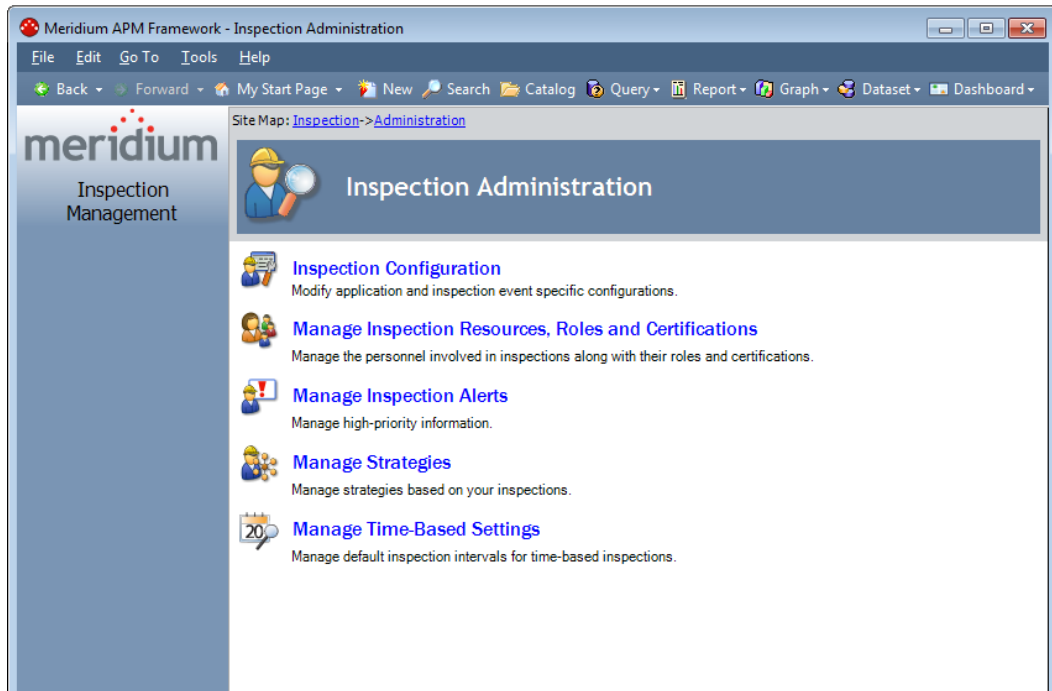 Meridium APM Framework - Inspection Administration
File Edit Go To Tools Help
Back Forward My Start Page New Search Catalog Query Report Graph Dataset Dashboard
meridium
Inspection
Management
Site Map: Inspection->Administration
Inspection Administration
Inspection Configuration
Modify application and inspection event specific configurations.
Manage Inspection Resources, Roles and Certifications
Manage the personnel involved in inspections along with their roles and certifications.
Manage Inspection Alerts
Manage high-priority information.
Manage Strategies
Manage strategies based on your inspections.
20
Manage Time-Based Settings
Manage default inspection intervals for time-based inspections.